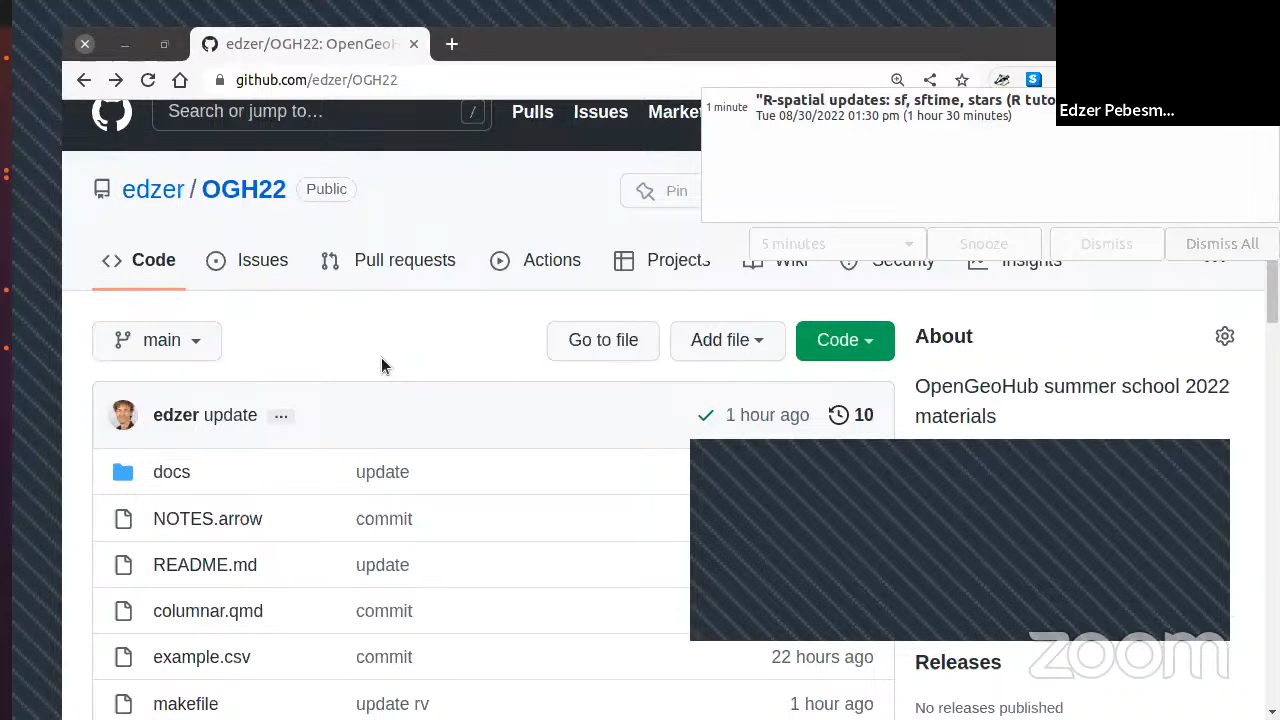 edzer/OGH22: OpenGeoH
github.com/edzer/OGH22
1 minute
"R-spatial updates: sf, sftime, stars (R tuto
Tue 08/30/2022 01:30 pm (1 hour 30 minutes)
Edzer Pebesm...
Search or jump to…
/
Pulls
Issues
Marke
edzer / OGH22
Public
Pin
5 minutes
Snooze
Dismiss
Dismiss All
Code
Issues
Pull requests
Actions
Projects
Wiki
Security
Insights
main
Go to file
Add file
Code
About
OpenGeoHub summer school 2022
materials
edzer update
...
1 hour ago
10
docs
update
NOTES.arrow
commit
README.md
update
columnar.qmd
commit
example.csv
commit
22 hours ago
makefile
update rv
1 hour ago
zoom
Releases
No releases published